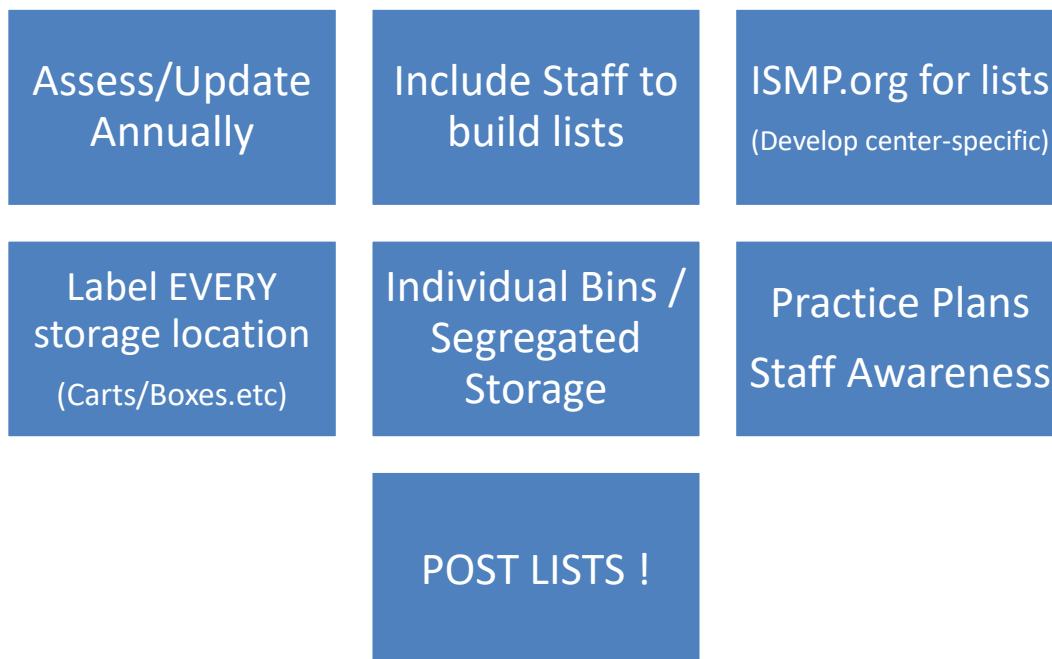 Assess/Update
Annually
Include Staff to
build lists
ISMP.org for lists
(Develop center-specific)
Label EVERY
storage location
(Carts/Boxes.etc)
Individual Bins /
Segregated
Storage
Practice Plans
Staff Awareness
POST LISTS !